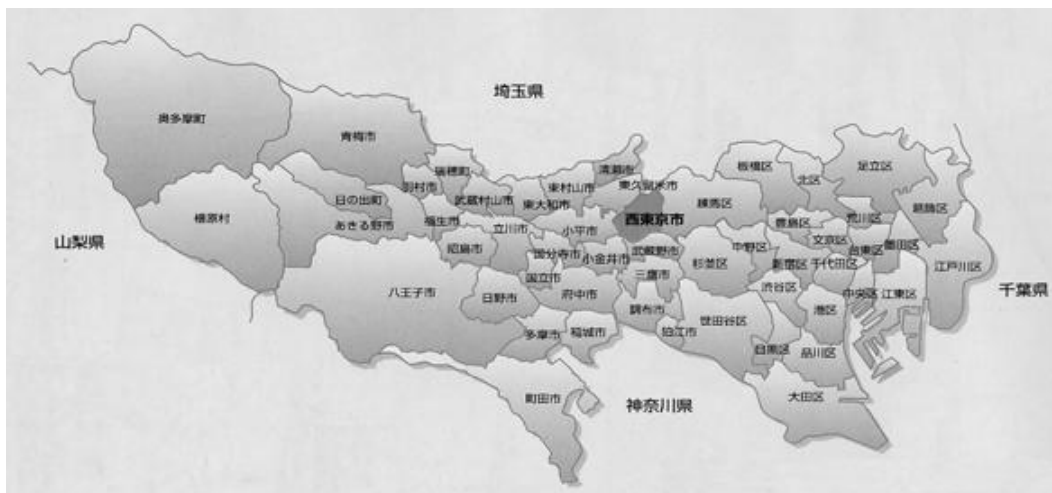 埼玉県
奥多摩町
青梅市
瑞穂町
羽村市
日の出町
あきる野市
檜原村
山梨県
福生市
武蔵村山市
東大和市
東村山市
清瀬市
東久留米市
西東京市
立川市
小平市
昭島市
国分寺市
小金井市
武蔵野市
国立市
三鷹市
八王子市
日野市
府中市
調布市
狛江市
多摩市
稲城市
町田市
神奈川県
板橋区
北区
足立区
練馬区
豊島区
荒川区
葛飾区
文京区
台東区
墨田区
江戸川区
杉並区
中野区
新宿区
千代田区
渋谷区
中央区
江東区
千葉県
世田谷区
港区
目黒区
品川区
大田区